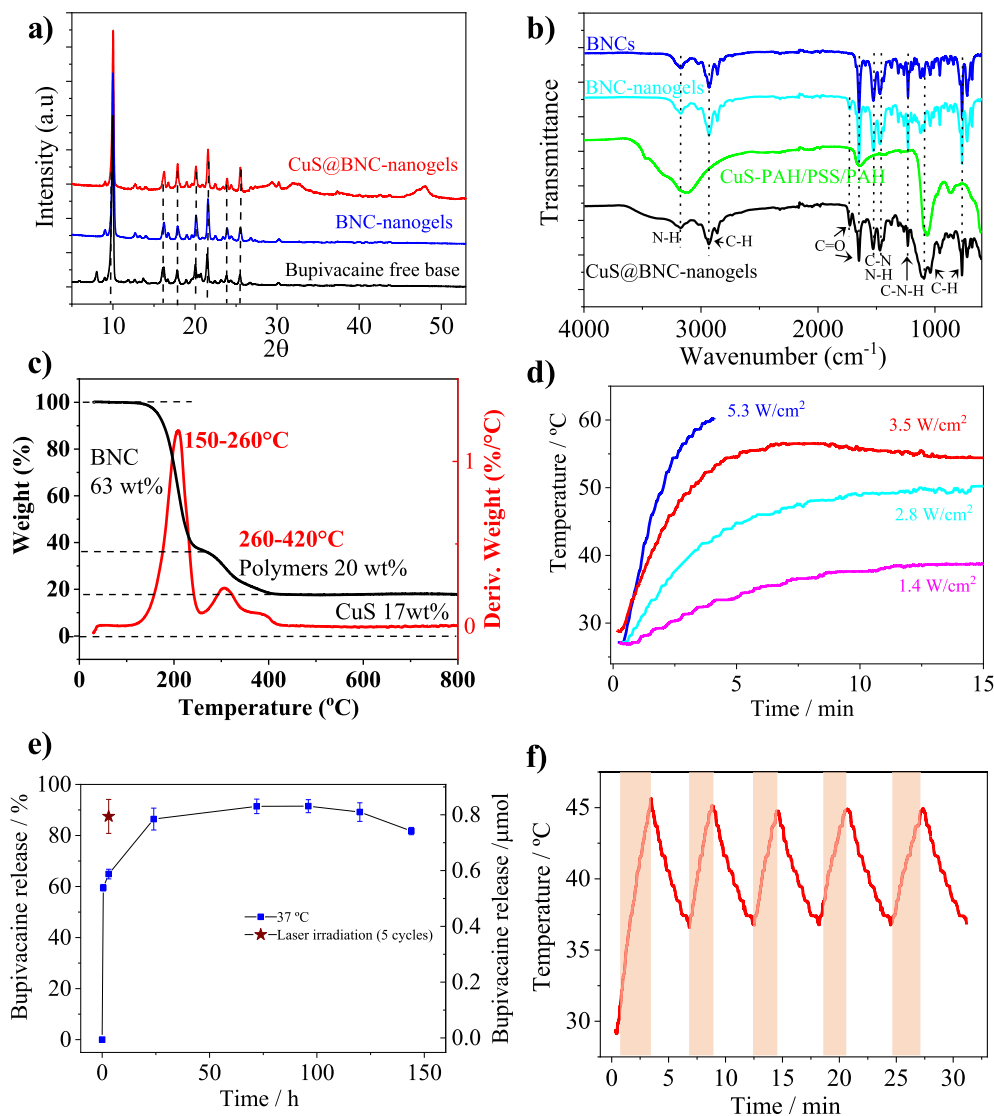 a)
Intensity (a.u)
CuS@BNC-nanogels
BNC-nanogels
Bupivacaine free base
10 20 30 40 50
2θ
b)
Transmittance
BNCs
BNC-nanogels
CuS-PAH/PSS/PAH
N-H
C-H
C=O
C-N
N-H
C-N-H
C-H
CuS@BNC-nanogels
4000 3000 2000 1000
Wavenumber (cm-1)
c)
Weight (%)
100
80
60
40
20
0
BNC
63 wt%
150-260°C
260-420°C
Polymers 20 wt%
CuS 17wt%
1
0
Deriv. Weight (%/°C)
0 200 400 600 800
Temperature (ºC)
d)
Temperature / ºC
60
50
40
30
5.3 W/cm2
3.5 W/cm2
2.8 W/cm2
1.4 W/cm2
0 5 10 15
Time / min
e)
Bupivacaine release / %
100
80
60
40
20
0
37 ºC
Laser irradiation (5 cycles)
0.8
0.6
0.4
0.2
0.0
Bupivacaine release /µmol
0 50 100 150
Time / h
f)
Temperature / ºC
45
40
35
30
0 5 10 15 20 25 30
Time / min